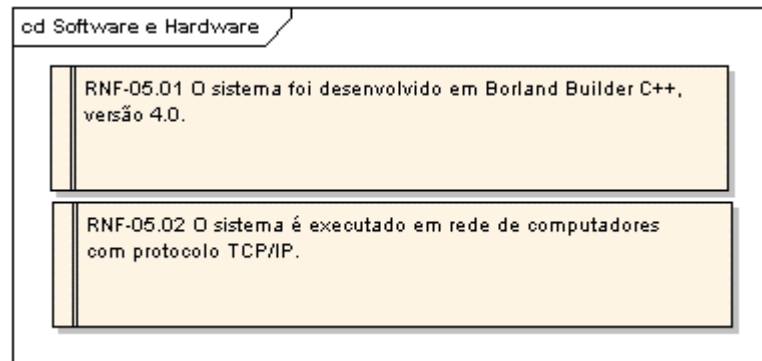 cd Software e Hardware
RNF-05.01 O sistema foi desenvolvido em Borland Builder C++,
versão 4.0.
RNF-05.02 O sistema é executado em rede de computadores
com protocolo TCP/IP.